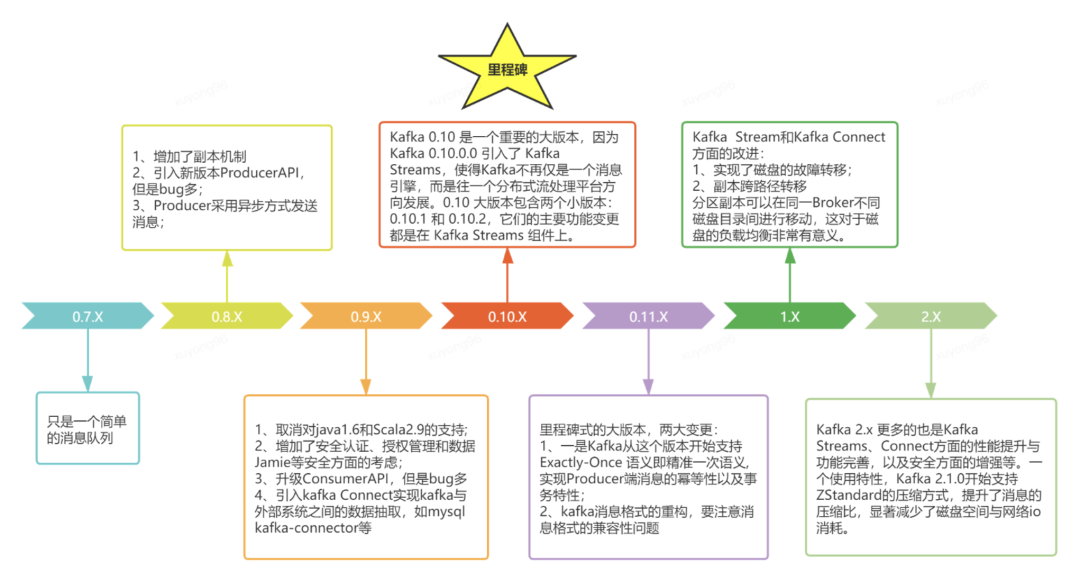 里程碑
1、增加了副本机制
2、引入新版本ProducerAPI，
但是bug多；
3、Producer采用异步方式发送
消息；
Kafka 0.10 是一个重要的大版本，因为
Kafka 0.10.0.0 引入了 Kafka
Streams，使得Kafka不再仅是一个消息
引擎，而是往一个分布式流处理平台方
向发展。0.10 大版本包含两个小版本：
0.10.1 和 0.10.2，它们的主要功能变更
都是在 Kafka Streams 组件上。
Kafka Stream和Kafka Connect
方面的改进：
1、实现了磁盘的故障转移；
2、副本跨路径转移
分区副本可以在同一Broker不同
磁盘目录间进行移动，这对于磁
盘的负载均衡非常有意义。
0.7.X
0.8.X
0.9.X
0.10.X
0.11.X
1.X
2.X
只是一个简单
的消息队列
1、取消对java1.6和Scala2.9的支持;
2、增加了安全认证、授权管理和数据
Jamie等安全方面的考虑；
3、升级ConsumerAPI，但是bug多
4、引入kafka Connect实现kafka与
外部系统之间的数据抽取，如mysql
kafka-connector等
里程碑式的大版本，两大变更：
1、一是Kafka从这个版本开始支持
Exactly-Once 语义即精准一次语义,
实现Producer端消息的幂等性以及事
务特性；
2、kafka消息格式的重构，要注意消
息格式的兼容性问题
Kafka 2.x 更多的也是Kafka
Streams、Connect方面的性能提升与
功能完善，以及安全方面的增强等。一
个使用特性，Kafka 2.1.0开始支持
ZStandard的压缩方式，提升了消息的
压缩比，显著减少了磁盘空间与网络io
消耗。